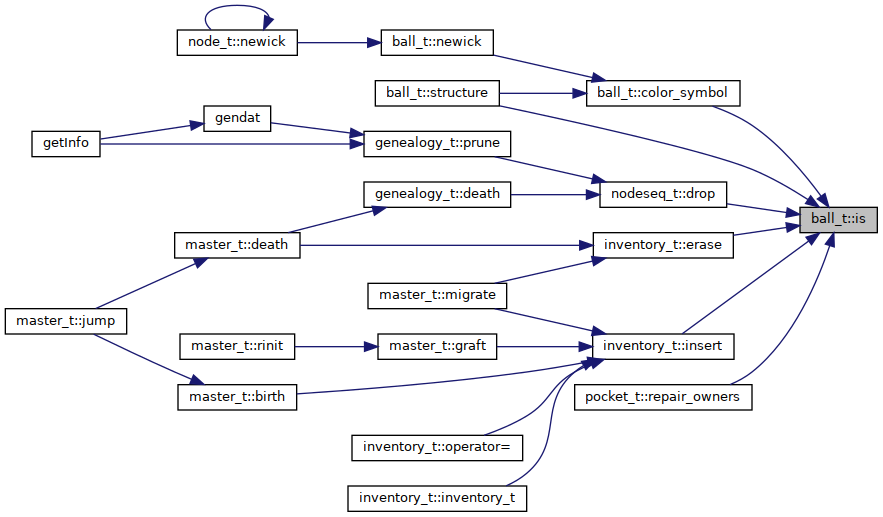 node_t::newick
ball_t::newick
ball_t::structure
ball_t::color_symbol
gendat
getInfo
genealogy_t::prune
genealogy_t::death
nodeseq_t::drop
ball_t::is
master_t::death
inventory_t::erase
master_t::migrate
master_t::jump
master_t::rinit
master_t::graft
inventory_t::insert
master_t::birth
pocket_t::repair_owners
inventory_t::operator=
inventory_t::inventory_t